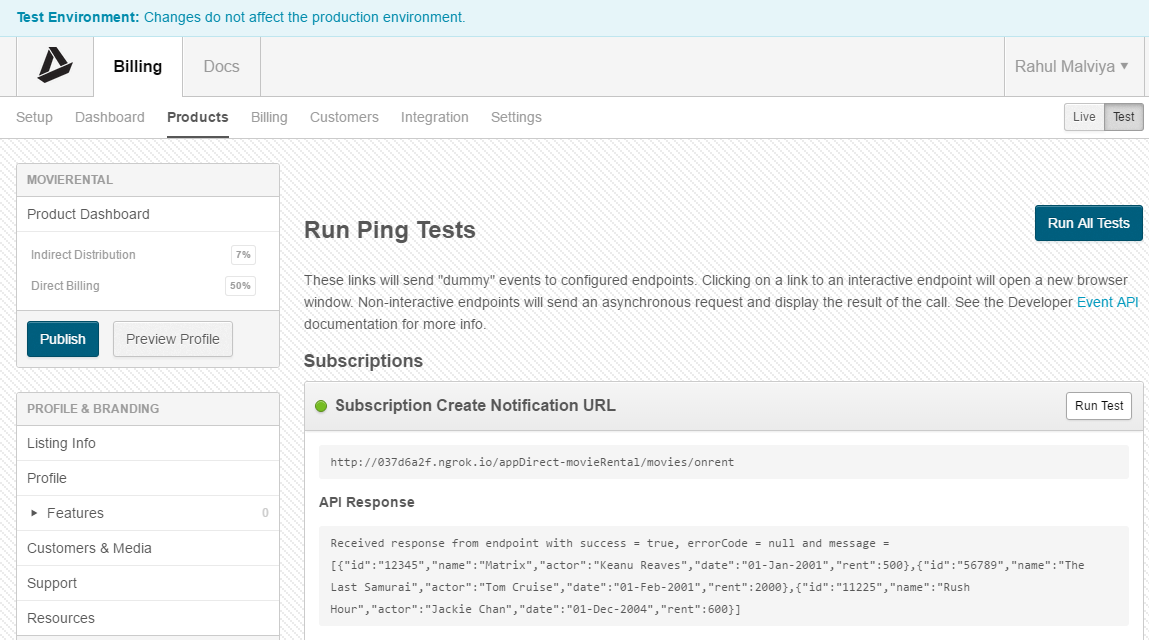 Test Environment: Changes do not affect the production environment.
Billing
Docs
Rahul Malviya ▼
Setup
Dashboard
Products
Billing
Customers
Integration
Settings
Live
Test
MOVIERENTAL
Product Dashboard
Indirect Distribution 7%
Direct Billing 50%
Publish
Preview Profile
PROFILE & BRANDING
Listing Info
Profile
▸ Features 0
Customers & Media
Support
Resources
Run Ping Tests
Run All Tests
These links will send "dummy" events to configured endpoints. Clicking on a link to an interactive endpoint will open a new browser
window. Non-interactive endpoints will send an asynchronous request and display the result of the call. See the Developer Event API
documentation for more info.
Subscriptions
Subscription Create Notification URL
Run Test
http://037d6a2f.ngrok.io/appDirect-movieRental/movies/onrent
API Response
Received response from endpoint with success = true, errorCode = null and message =
[{"id":"12345","name":"Matrix","actor":"Keanu Reaves","date":"01-Jan-2001","rent":500},{"id":"56789","name":"The
Last Samurai","actor":"Tom Cruise","date":"01-Feb-2001","rent":2000},{"id":"11225","name":"Rush
Hour","actor":"Jackie Chan","date":"01-Dec-2004","rent":600}]